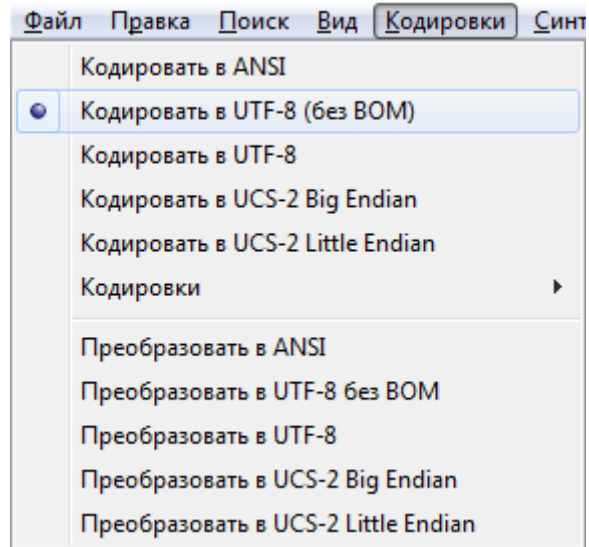 Файл Правка Поиск Вид Кодировки Синт
Кодировать в ANSI
Кодировать в UTF-8 (без BOM)
Кодировать в UTF-8
Кодировать в UCS-2 Big Endian
Кодировать в UCS-2 Little Endian
Кодировки
Преобразовать в ANSI
Преобразовать в UTF-8 без BOM
Преобразовать в UTF-8
Преобразовать в UCS-2 Big Endian
Преобразовать в UCS-2 Little Endian